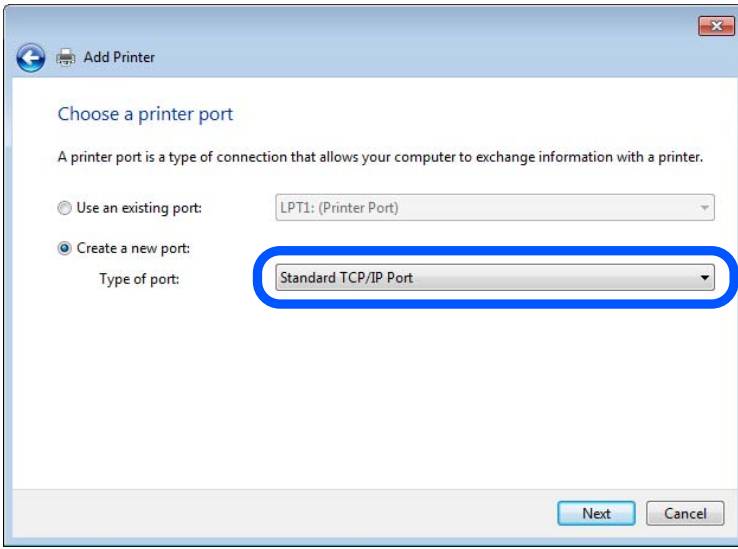 Add Printer
Choose a printer port
A printer port is a type of connection that allows your computer to exchange information with a printer.
Use an existing port: LPT1: (Printer Port)
Create a new port:
Type of port: Standard TCP/IP Port
Next Cancel